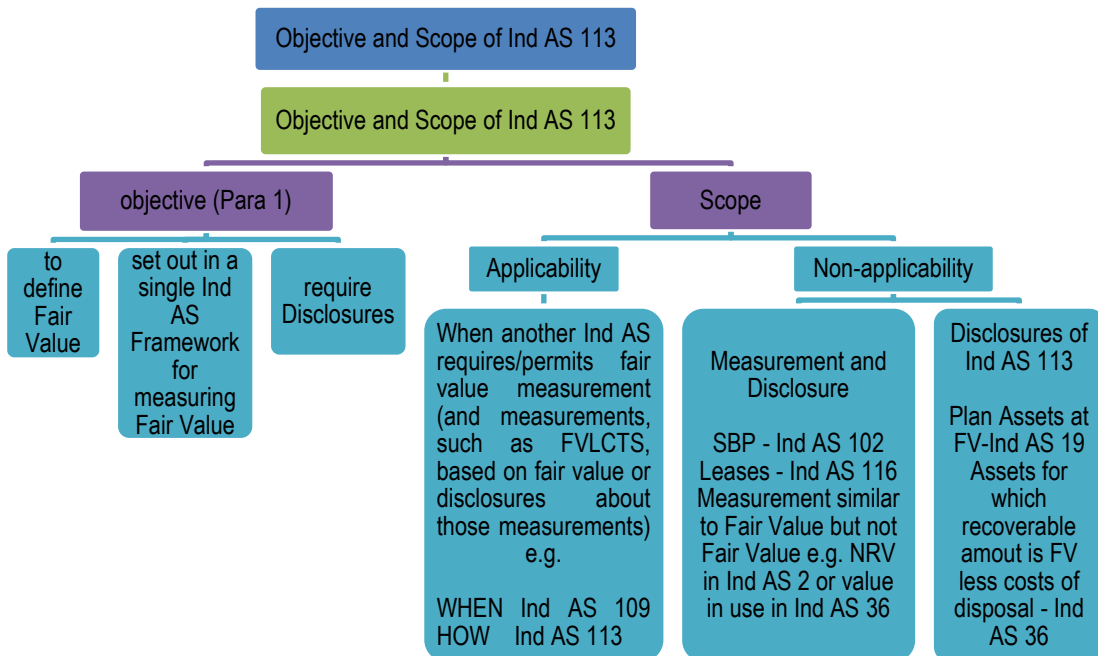 Objective and Scope of Ind AS 113
Objective and Scope of Ind AS 113
objective (Para 1)
Scope
to
define
Fair
Value
set out in a
single Ind
AS
Framework
for
measuring
Fair Value
require
Disclosures
Applicability
Non-applicability
When another Ind AS
requires/permits fair
value measurement
(and measurements,
such as FVLCTS,
based on fair value or
disclosures about
those measurements)
e.g.
WHEN Ind AS 109
HOW Ind AS 113
Measurement and
Disclosure
SBP - Ind AS 102
Leases - Ind AS 116
Measurement similar
to Fair Value but not
Fair Value e.g. NRV
in Ind AS 2 or value
in use in Ind AS 36
Disclosures of
Ind AS 113
Plan Assets at
FV-Ind AS 19
Assets for
which
recoverable
amout is FV
less costs of
disposal - Ind
AS 36